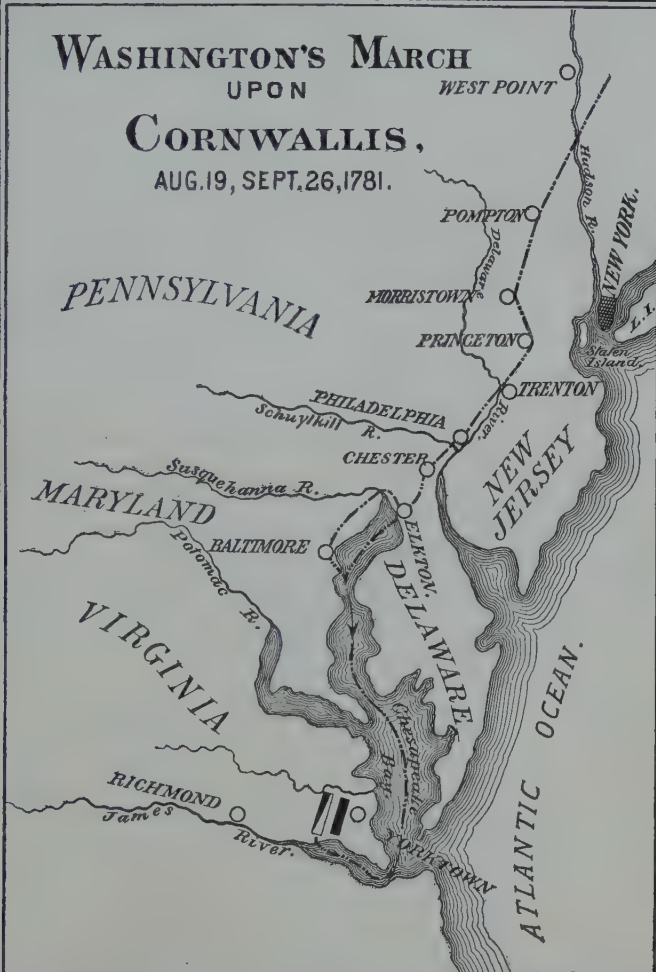 WASHINGTON'S MARCH
UPON
CORNWALLIS,
AUG.19, SEPT.26,1781.
WEST POINT
Hudson R.
POMPTON
Delaware
NEW YORK.
PENNSYLVANIA
MORRISTOWN
L.I.
PRINCETON
Staten
Island.
TRENTON
River.
PHILADELPHIA
Schuylkill R.
CHESTER
NEW
JERSEY
Susquehanna R.
MARYLAND
ELKTON.
BALTIMORE
Potomac R.
DELAWARE
VIRGINIA
ATLANTIC OCEAN.
Chesapeake
Bay
RICHMOND
James
River.
YORKTOWN